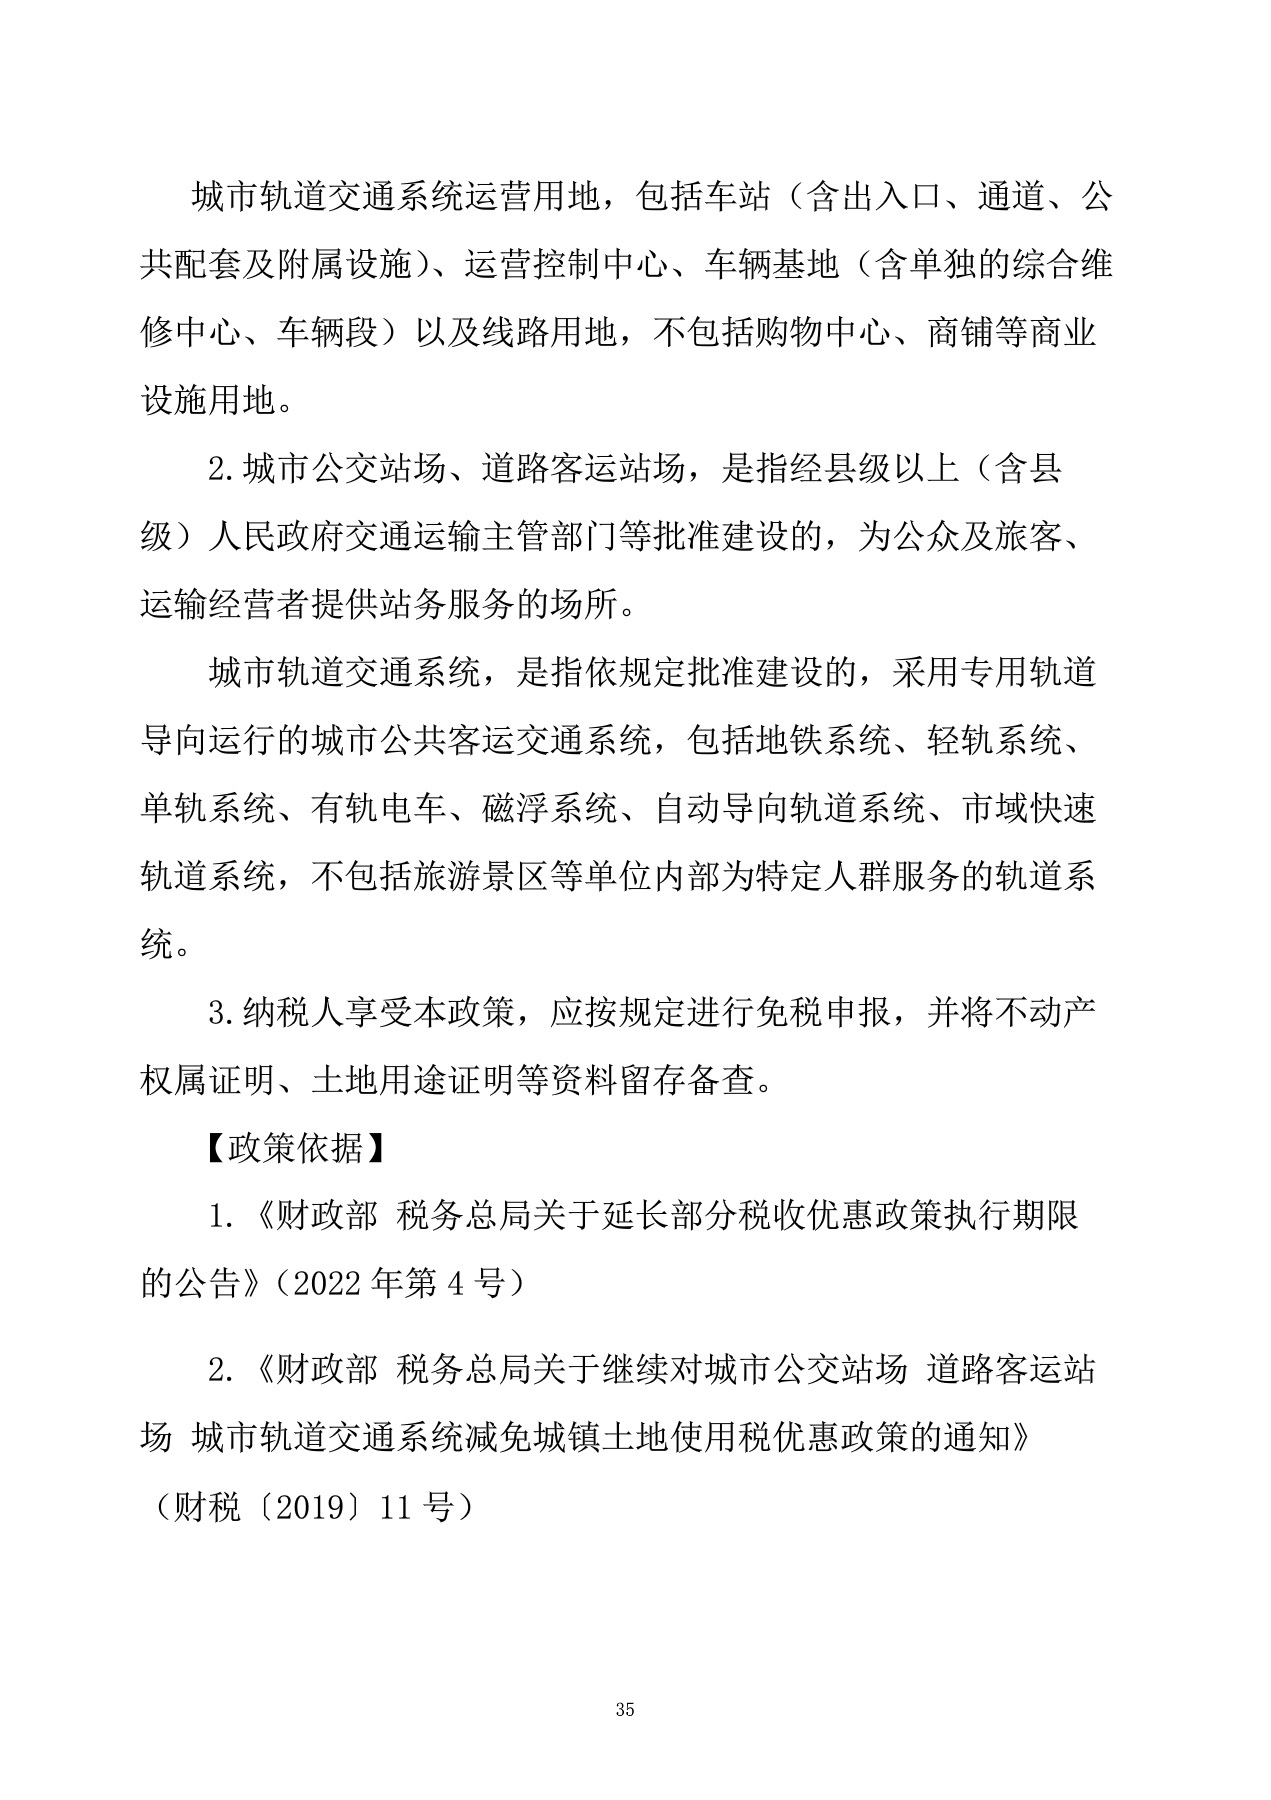 城市轨道交通系统运营用地，包括车站（含出入口、通道、公
共配套及附属设施）、运营控制中心、车辆基地（含单独的综合维
修中心、车辆段）以及线路用地，不包括购物中心、商铺等商业
设施用地。
2.城市公交站场、道路客运站场，是指经县级以上（含县
级）人民政府交通运输主管部门等批准建设的，为公众及旅客、
运输经营者提供站务服务的场所。
城市轨道交通系统，是指依规定批准建设的，采用专用轨道
导向运行的城市公共客运交通系统，包括地铁系统、轻轨系统、
单轨系统、有轨电车、磁浮系统、自动导向轨道系统、市域快速
轨道系统，不包括旅游景区等单位内部为特定人群服务的轨道系
统。
3.纳税人享受本政策，应按规定进行免税申报，并将不动产
权属证明、土地用途证明等资料留存备查。
【政策依据】
1.《财政部 税务总局关于延长部分税收优惠政策执行期限
的公告》（2022 年第 4 号）
2.《财政部 税务总局关于继续对城市公交站场 道路客运站
场 城市轨道交通系统减免城镇土地使用税优惠政策的通知》
（财税〔2019〕11 号）
35